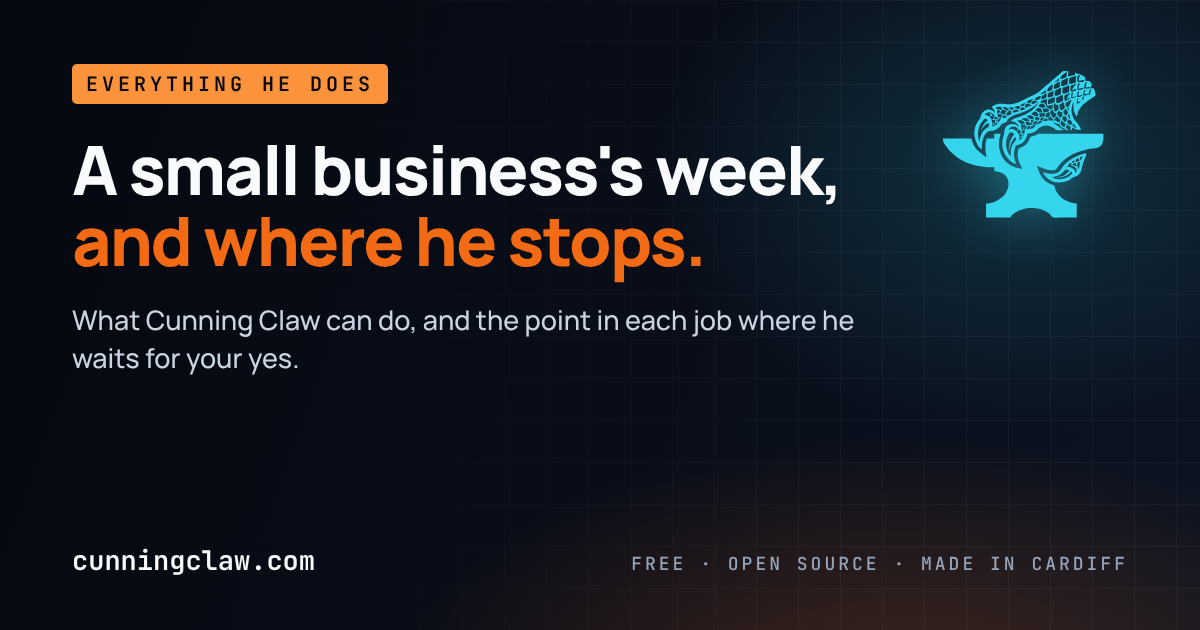 EVERYTHING HE DOES
A small business's week,
and where he stops.
What Cunning Claw can do, and the point in each job where he
waits for your yes.
cunningclaw.com
FREE · OPEN SOURCE · MADE IN CARDIFF